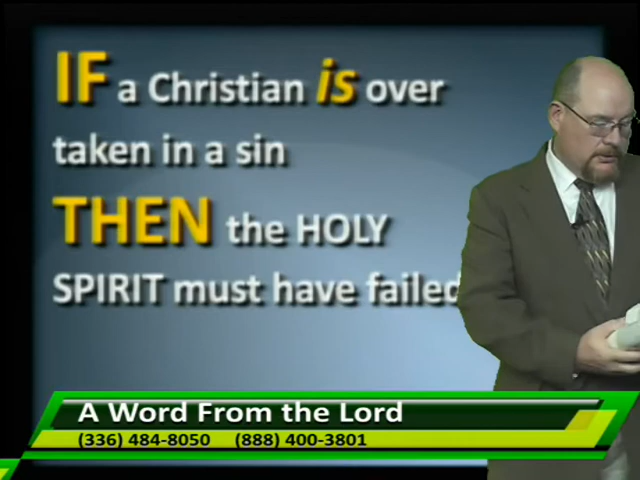 IF a Christian is over
taken in a sin
THEN the HOLY
SPIRIT must have failed
A Word From the Lord
(336) 484-8050 (888) 400-3801